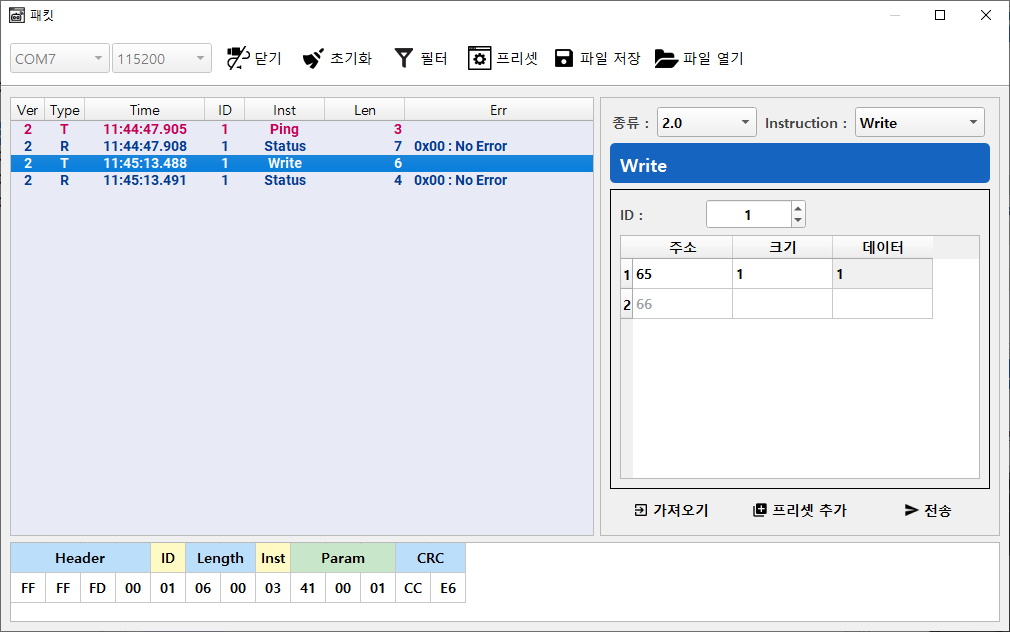 패킷
COM7 115200 닫기 초기화 필터 프리셋 파일 저장 파일 열기
Ver Type Time ID Inst Len Err
2 T 11:44:47.905 1 Ping 3
2 R 11:44:47.908 1 Status 7 0x00 : No Error
2 T 11:45:13.488 1 Write 6
2 R 11:45:13.491 1 Status 4 0x00 : No Error
종류 : 2.0 Instruction : Write
Write
ID : 1
주소 크기 데이터
1 65 1 1
2 66
가져오기 프리셋 추가 전송
Header ID Length Inst Param CRC
FF FF FD 00 01 06 00 03 41 00 01 CC E6